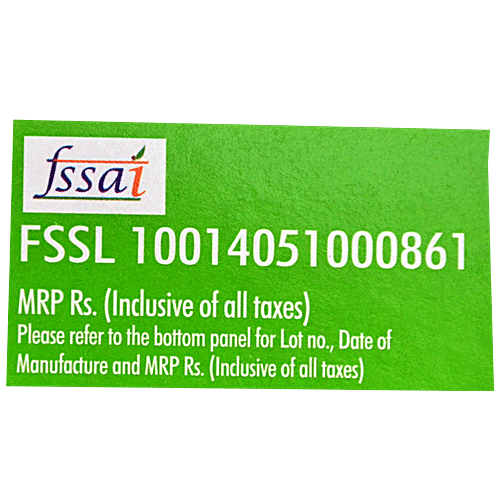 fssai
FSSL 10014051000861
MRP Rs. (Inclusive of all taxes)
Please refer to the bottom panel for Lot no., Date of
Manufacture and MRP Rs. (Inclusive of all taxes)